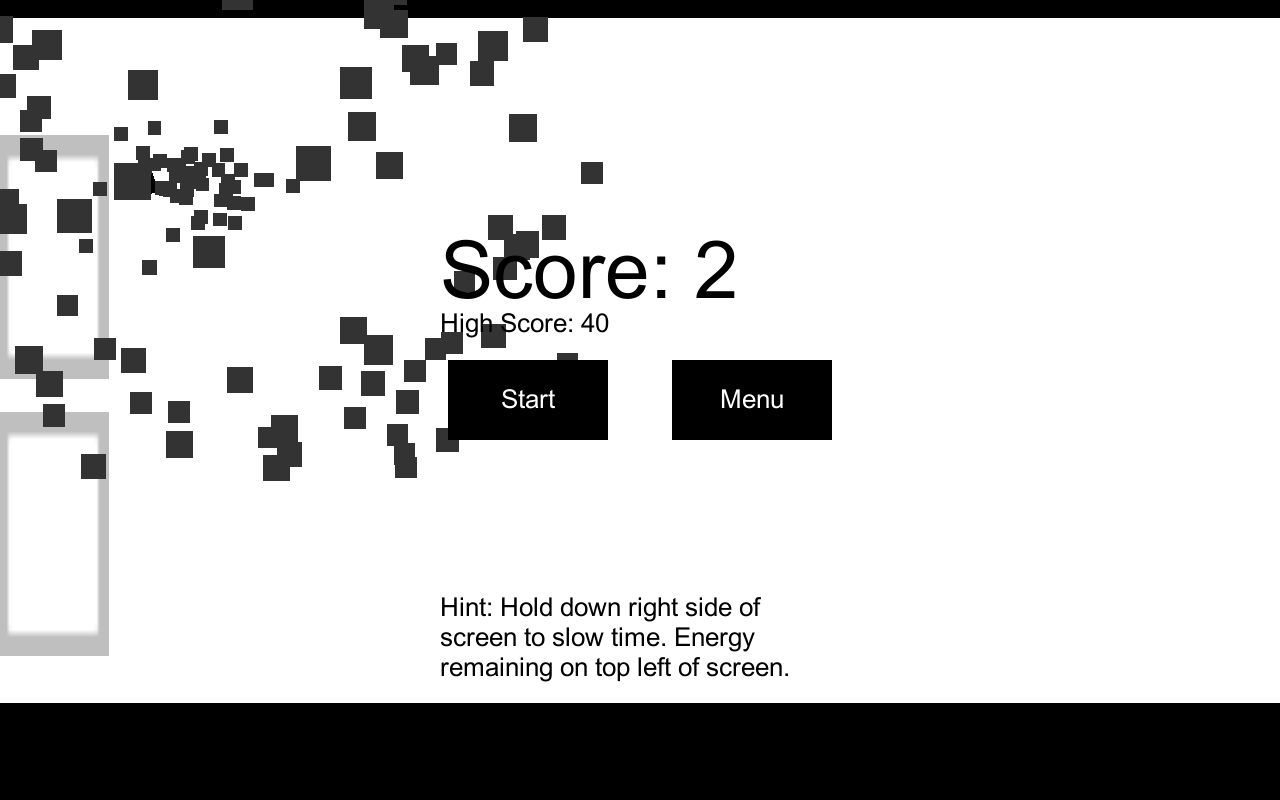 Score: 2
High Score: 40
Start
Menu
Hint: Hold down right side of
screen to slow time. Energy
remaining on top left of screen.